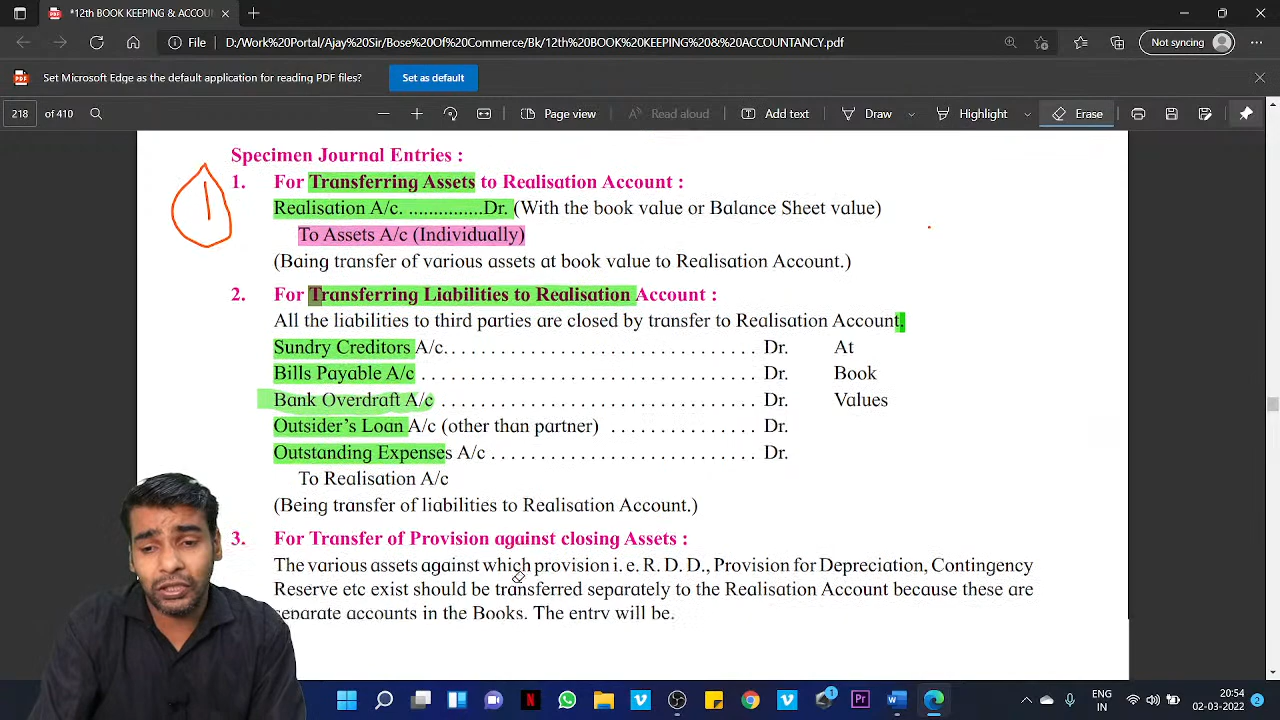 *12th%20BOOK%20KEEPING%20&%20A
File
D:/Work%20Portal/Ajay%20Sir/Bose%20Of%20Commerce/Bk/12th%20BOOK%20KEEPING%20&%20ACCOUNTANCY.pdf
Not syncing
Set Microsoft Edge as the default application for reading PDF files?
Set as default
218 of 410
Page view
Read aloud
Add text
Draw
Highlight
Erase
Specimen Journal Entries :
1. For Transferring Assets to Realisation Account :
Realisation A/c. ...............Dr. (With the book value or Balance Sheet value)
To Assets A/c (Individually)
(Baing transfer of various assets at book value to Realisation Account.)
2. For Transferring Liabilities to Realisation Account :
All the liabilities to third parties are closed by transfer to Realisation Account.
Sundry Creditors A/c. . . . . . . . . . . . . . . . . . . . . . . . . . . . . . . . Dr. At
Bills Payable A/c . . . . . . . . . . . . . . . . . . . . . . . . . . . . . . . . . . . Dr. Book
Bank Overdraft A/c . . . . . . . . . . . . . . . . . . . . . . . . . . . . . . . . . Dr. Values
Outsider's Loan A/c (other than partner) . . . . . . . . . . . . . . . Dr.
Outstanding Expenses A/c . . . . . . . . . . . . . . . . . . . . . . . . . . . Dr.
To Realisation A/c
(Being transfer of liabilities to Realisation Account.)
3. For Transfer of Provision against closing Assets :
The various assets against which provision i. e. R. D. D., Provision for Depreciation, Contingency
Reserve etc exist should be transferred separately to the Realisation Account because these are
separate accounts in the Books. The entry will be.
1
ENG
IN
20:54
02-03-2022
2